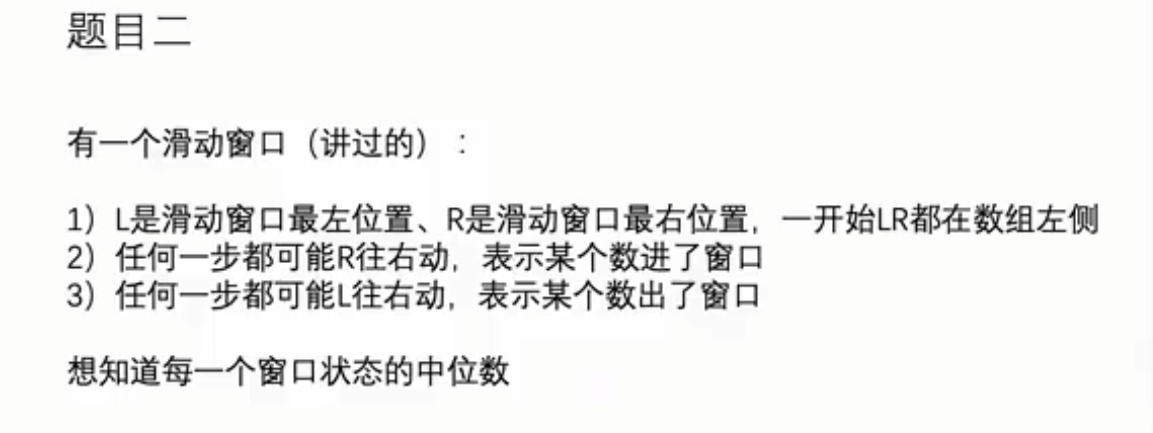 题目二
有一个滑动窗口（讲过的）：
1）L是滑动窗口最左位置、R是滑动窗口最右位置，一开始LR都在数组左侧
2）任何一步都可能R往右动，表示某个数进了窗口
3）任何一步都可能L往右动，表示某个数出了窗口
想知道每一个窗口状态的中位数